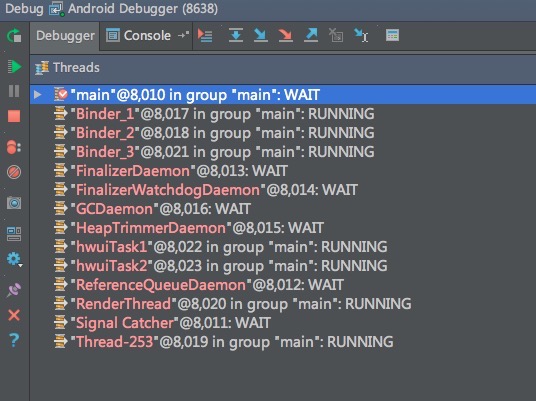 Debug Android Debugger (8638)
Debugger Console
Threads
"main"@8,010 in group "main": WAIT
"Binder_1"@8,017 in group "main": RUNNING
"Binder_2"@8,018 in group "main": RUNNING
"Binder_3"@8,021 in group "main": RUNNING
"FinalizerDaemon"@8,013: WAIT
"FinalizerWatchdogDaemon"@8,014: WAIT
"GCDaemon"@8,016: WAIT
"HeapTrimmerDaemon"@8,015: WAIT
"hwuiTask1"@8,022 in group "main": RUNNING
"hwuiTask2"@8,023 in group "main": RUNNING
"ReferenceQueueDaemon"@8,012: WAIT
"RenderThread"@8,020 in group "main": RUNNING
"Signal Catcher"@8,011: WAIT
"Thread-253"@8,019 in group "main": RUNNING